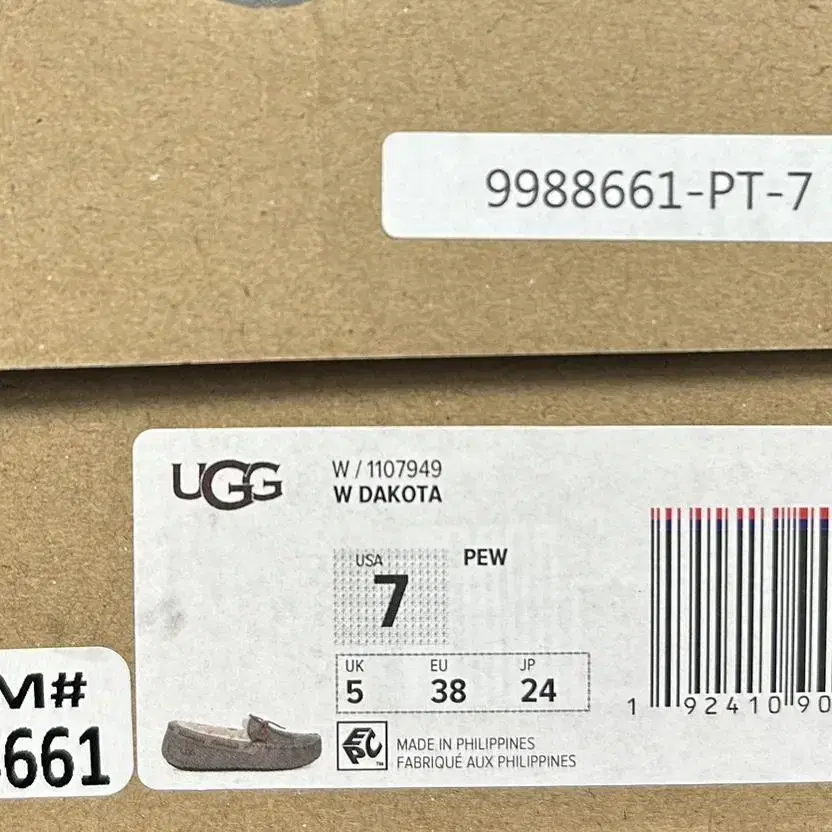 9988661-PT-7
UGG
W / 1107949
W DAKOTA
USA
7
PEW
UK EU JP
5 38 24
1 92410 90
EPC™
MADE IN PHILIPPINES
FABRIQUÉ AUX PHILIPPINES
M#
661